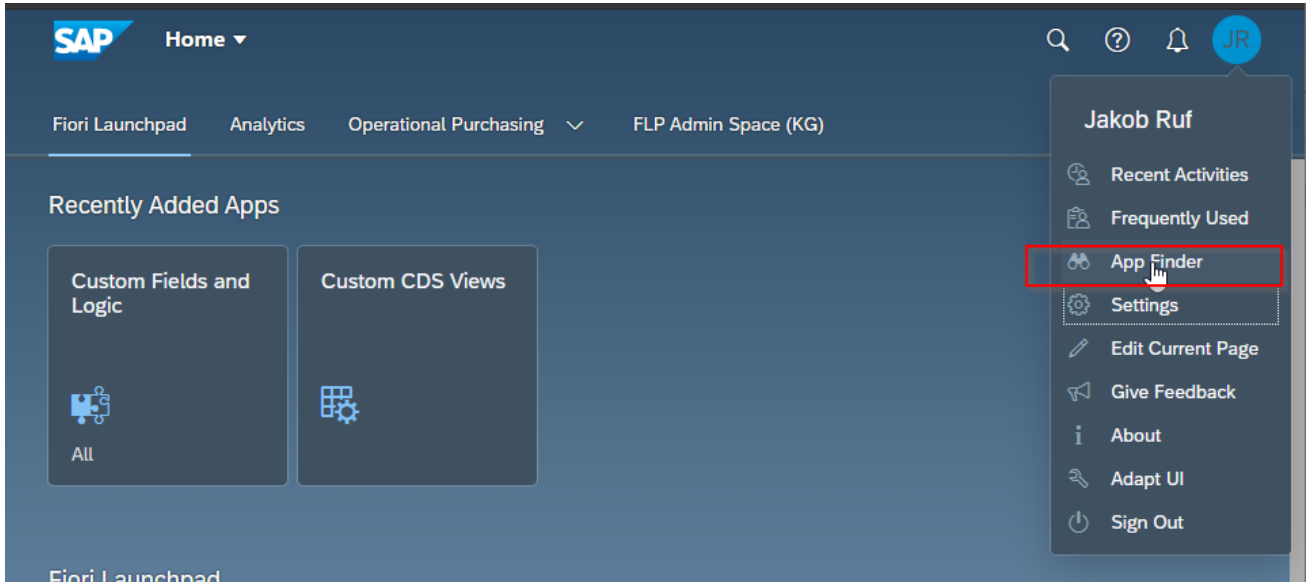 SAP Home
JR
Fiori Launchpad Analytics Operational Purchasing FLP Admin Space (KG)
Recently Added Apps
Custom Fields and
Logic
All
Custom CDS Views
Fiori Launchpad
Jakob Ruf
Recent Activities
Frequently Used
App Finder
Settings
Edit Current Page
Give Feedback
About
Adapt UI
Sign Out